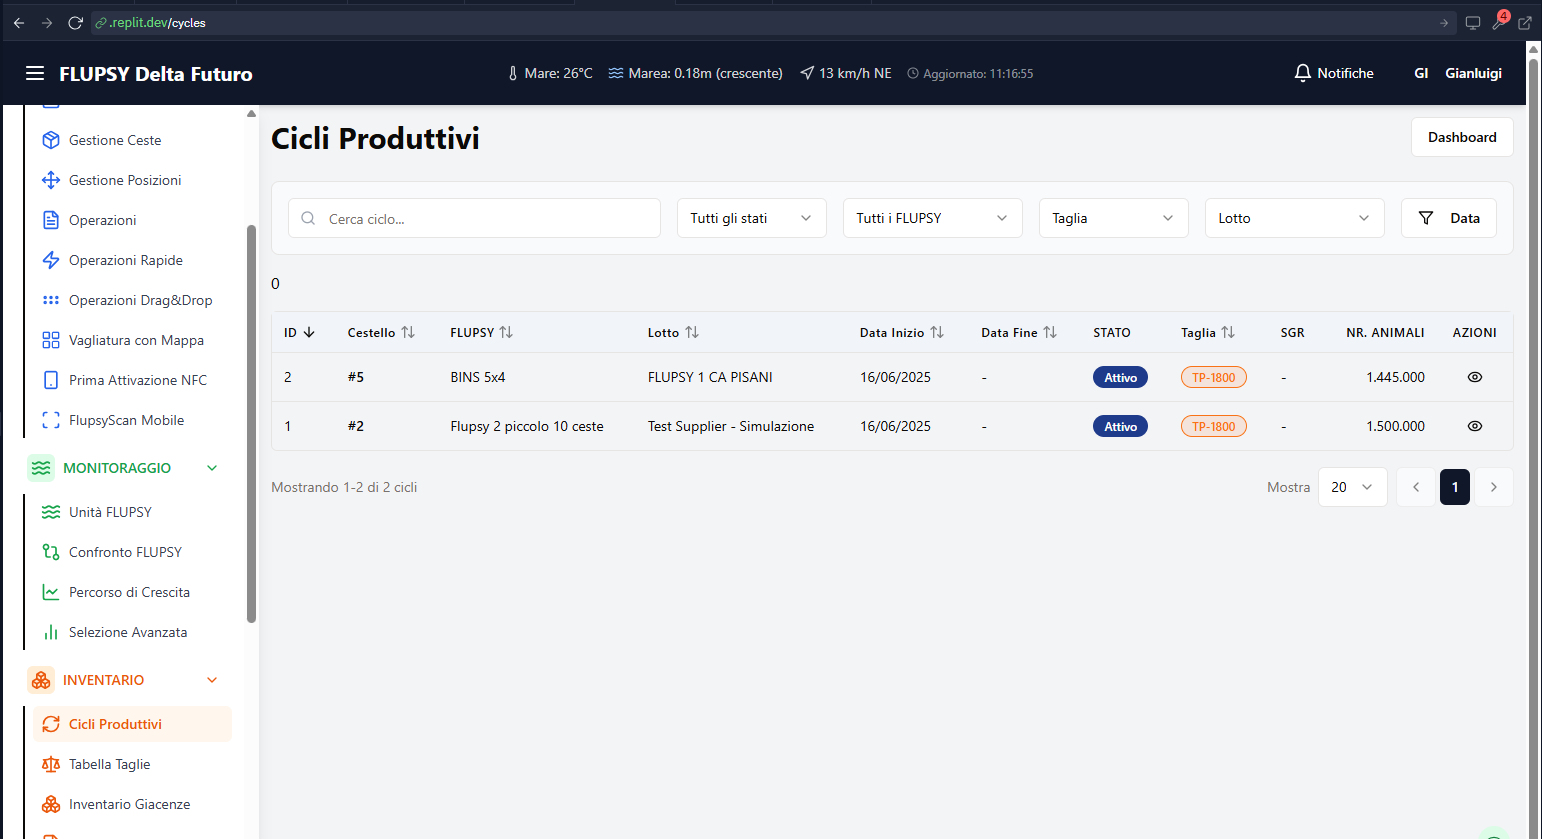 .replit.dev/cycles
4
FLUPSY Delta Futuro
Mare: 26°C
Marea: 0.18m (crescente)
13 km/h NE
Aggiornato: 11:16:55
Notifiche
GI
Gianluigi
Gestione Ceste
Gestione Posizioni
Operazioni
Operazioni Rapide
Operazioni Drag&Drop
Vagliatura con Mappa
Prima Attivazione NFC
FlupsyScan Mobile
MONITORAGGIO
Unità FLUPSY
Confronto FLUPSY
Percorso di Crescita
Selezione Avanzata
INVENTARIO
Cicli Produttivi
Tabella Taglie
Inventario Giacenze
Cicli Produttivi
Dashboard
Cerca ciclo...
Tutti gli stati
Tutti i FLUPSY
Taglia
Lotto
Data
0
ID Cestello FLUPSY Lotto Data Inizio Data Fine STATO Taglia SGR NR. ANIMALI AZIONI
2 #5 BINS 5x4 FLUPSY 1 CA PISANI 16/06/2025 - Attivo TP-1800 - 1.445.000
1 #2 Flupsy 2 piccolo 10 ceste Test Supplier - Simulazione 16/06/2025 - Attivo TP-1800 - 1.500.000
Mostrando 1-2 di 2 cicli
Mostra 20 1